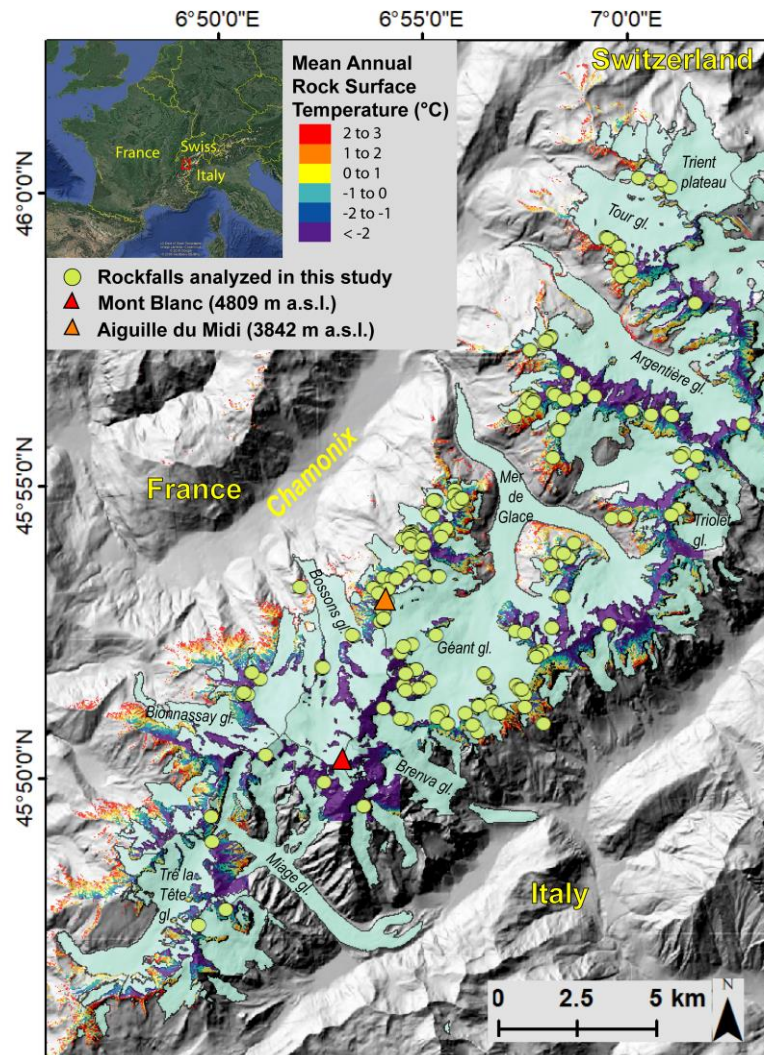 6°50'0"E
6°55'0"E
7°0'0"E
Switzerland
France
Swiss.
Italy
Mean Annual
Rock Surface
Temperature (°C)
2 to 3
1 to 2
0 to 1
-1 to 0
-2 to -1
< -2
Rockfalls analyzed in this study
Mont Blanc (4809 m a.s.l.)
Aiguille du Midi (3842 m a.s.l.)
46°0'0"N
Trient
plateau
Tour gl.
Argentière gl.
45°55'0"N
France
Chamonix
Mer
de
Glace
Triolet
gl.
Bossons gl.
Géant gl.
Bionnassay gl.
45°50'0"N
Brenva gl.
Miage gl.
Tré la
Tête
gl.
Italy
N
0
2.5
5 km